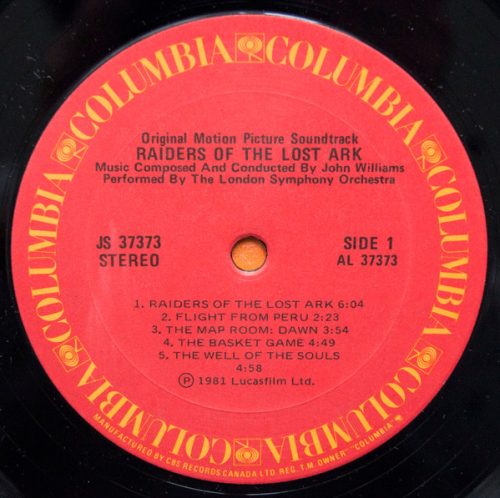 COLUMBIA COLUMBIA COLUMBIA COLUMBIA COLUMBIA COLUMBIA
Original Motion Picture Soundtrack
RAIDERS OF THE LOST ARK
Music Composed And Conducted By John Williams
Performed By The London Symphony Orchestra
JS 37373
STEREO
SIDE 1
AL 37373
1. RAIDERS OF THE LOST ARK 6:04
2. FLIGHT FROM PERU 2:23
3. THE MAP ROOM: DAWN 3:54
4. THE BASKET GAME 4:49
5. THE WELL OF THE SOULS
4:58
Ⓟ 1981 Lucasfilm Ltd.
MANUFACTURED BY CBS RECORDS CANADA LTD REG. T.M. OWNER "COLUMBIA"